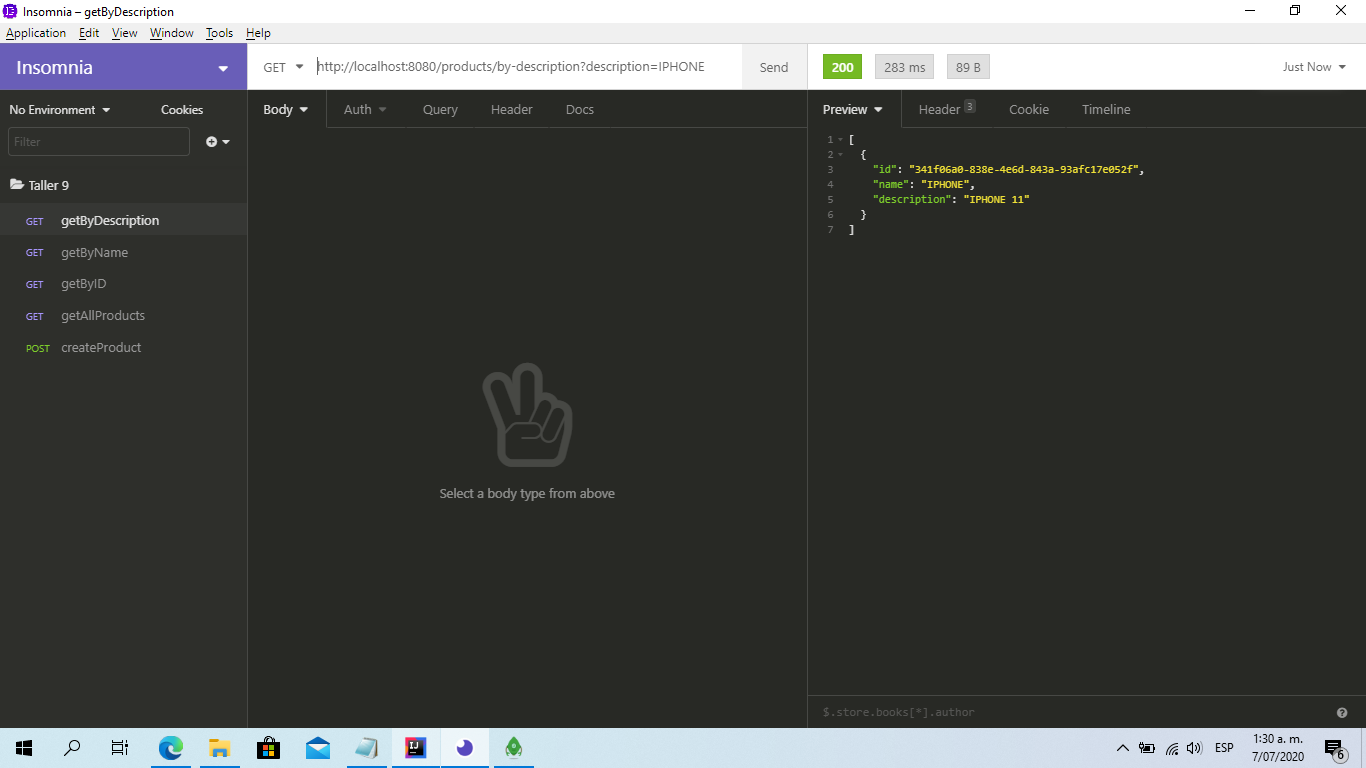 Insomnia – getByDescription
Application Edit View Window Tools Help
Insomnia
GET http://localhost:8080/products/by-description?description=IPHONE Send
200 283 ms 89 B Just Now
No Environment Cookies
Body Auth Query Header Docs
Preview Header 3 Cookie Timeline
Filter
Taller 9
GET getByDescription
GET getByName
GET getByID
GET getAllProducts
POST createProduct
Select a body type from above
1 [
2 {
3 "id": "341f06a0-838e-4e6d-843a-93afc17e052f",
4 "name": "IPHONE",
5 "description": "IPHONE 11"
6 }
7 ]
$.store.books[*].author
IJ
ESP
1:30 a. m.
7/07/2020
6